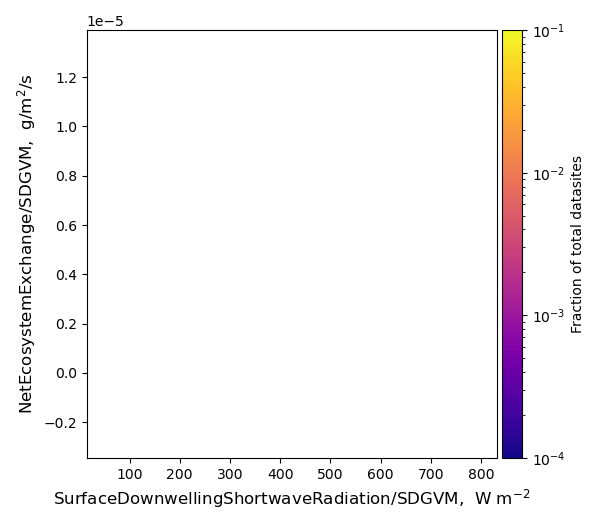 1e−5
1.2
1.0
0.8
0.6
0.4
0.2
0.0
−0.2
NetEcosystemExchange/SDGVM, g/m²/s
100 200 300 400 500 600 700 800
SurfaceDownwellingShortwaveRadiation/SDGVM, W m⁻²
10⁻¹
10⁻²
10⁻³
10⁻⁴
Fraction of total datasites